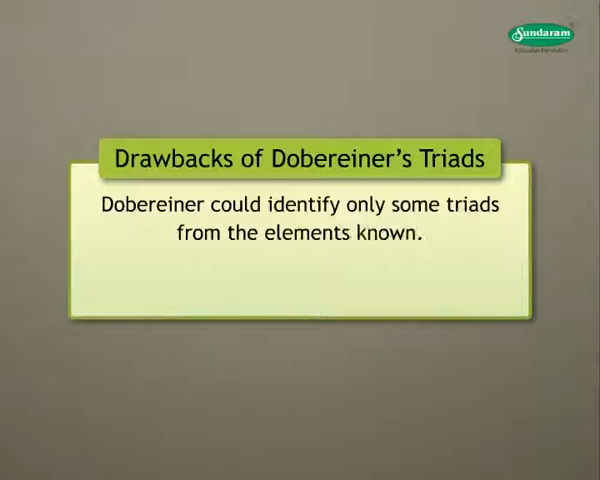 Sundaram
Drawbacks of Dobereiner's Triads
Dobereiner could identify only some triads
from the elements known.